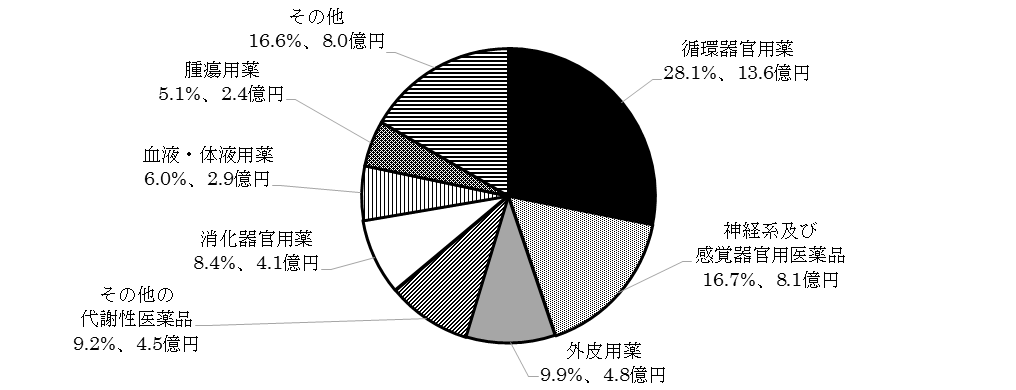 その他
16.6%、8.0億円
循環器官用薬
28.1%、13.6億円
腫瘍用薬
5.1%、2.4億円
血液・体液用薬
6.0%、2.9億円
神経系及び
感覚器官用医薬品
16.7%、8.1億円
消化器官用薬
8.4%、4.1億円
その他の
代謝性医薬品
9.2%、4.5億円
外皮用薬
9.9%、4.8億円